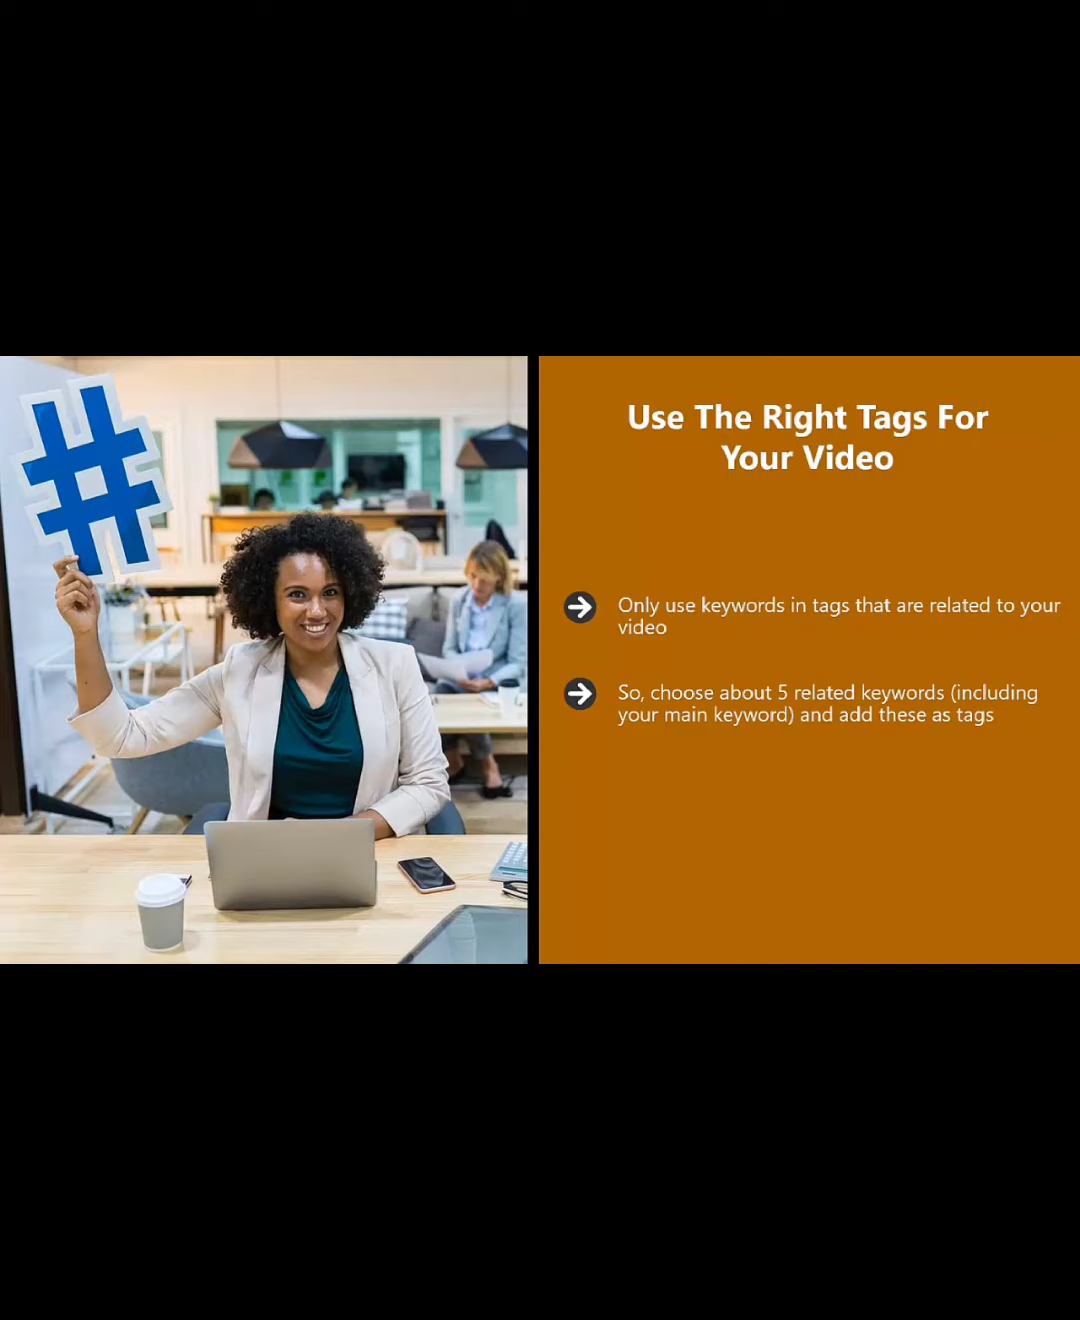 #
Use The Right Tags For
Your Video
Only use keywords in tags that are related to your
video
So, choose about 5 related keywords (including
your main keyword) and add these as tags